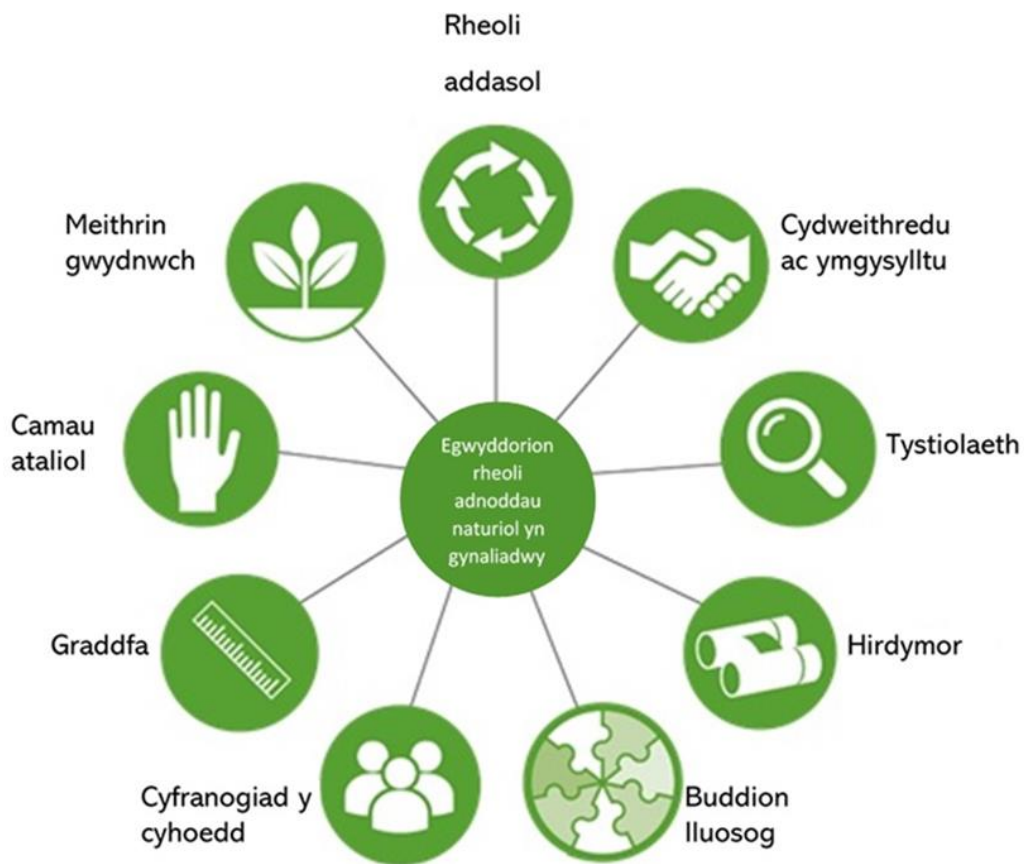 Rheoli
addasol
Meithrin
gwydnwch
Cydweithredu
ac ymgysylltu
Camau
ataliol
Egwyddorion
rheoli
adnoddau
naturiol yn
gynaliadwy
Tystiolaeth
Graddfa
Hirdymor
Cyfranogiad y
cyhoedd
Buddion
lluosog